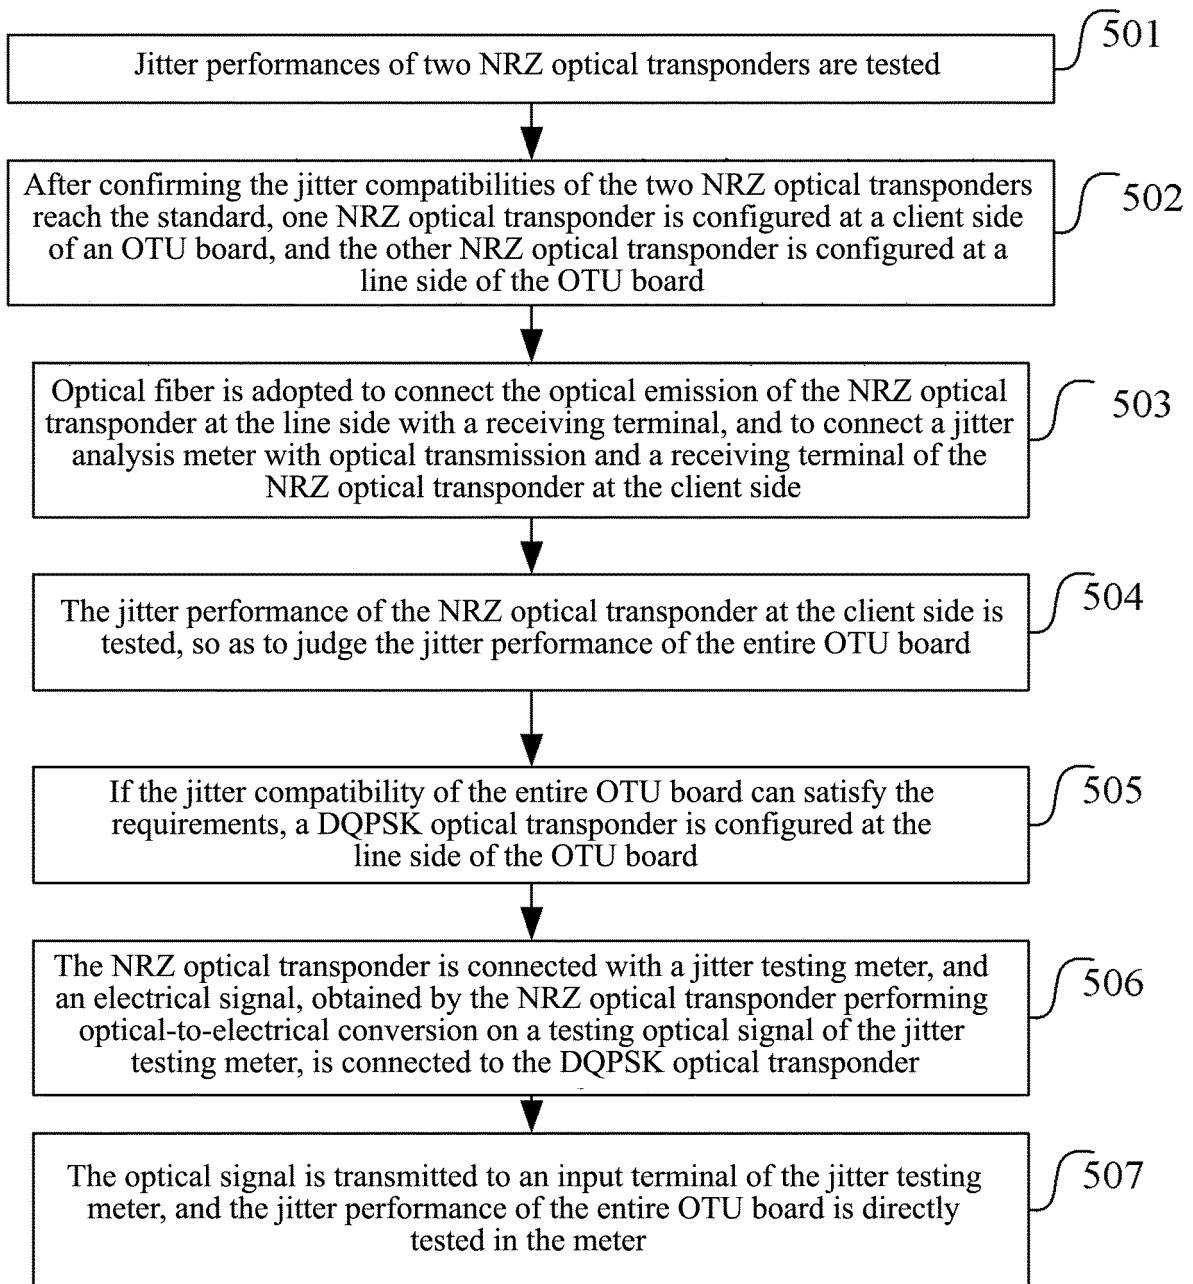 501
Jitter performances of two NRZ optical transponders are tested
502
After confirming the jitter compatibilities of the two NRZ optical transponders
reach the standard, one NRZ optical transponder is configured at a client side
of an OTU board, and the other NRZ optical transponder is configured at a
line side of the OTU board
503
Optical fiber is adopted to connect the optical emission of the NRZ optical
transponder at the line side with a receiving terminal, and to connect a jitter
analysis meter with optical transmission and a receiving terminal of the
NRZ optical transponder at the client side
504
The jitter performance of the NRZ optical transponder at the client side is
tested, so as to judge the jitter performance of the entire OTU board
505
If the jitter compatibility of the entire OTU board can satisfy the
requirements, a DQPSK optical transponder is configured at the
line side of the OTU board
506
The NRZ optical transponder is connected with a jitter testing meter, and
an electrical signal, obtained by the NRZ optical transponder performing
optical-to-electrical conversion on a testing optical signal of the jitter
testing meter, is connected to the DQPSK optical transponder
507
The optical signal is transmitted to an input terminal of the jitter testing
meter, and the jitter performance of the entire OTU board is directly
tested in the meter